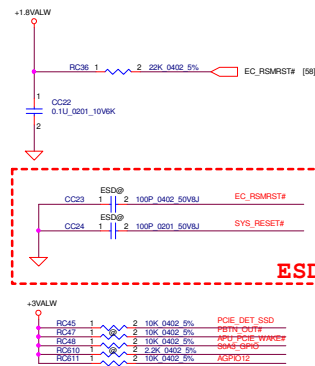 +1.8VALW
RC36 1 2 22K_0402_5% EC_RSMRST# [58]
1
CC22
0.1U_0201_10V6K
2
ESD@
CC23 1 2 100P_0402_50V8J EC_RSMRST#
ESD@
CC24 1 2 100P_0201_50V8J SYS_RESET#
ESD
+3VALW
RC45 1 2 10K_0402_5% PCIE_DET_SSD
RC47 1 @ 2 10K_0402_5% PBTN_OUT#
RC48 1 2 10K_0402_5% APU_PCIE_WAKE#
RC610 1 @ 2 2.2K_0402_5% S0A3_GPIO
RC611 1 2 10K_0402_5% AGPIO12